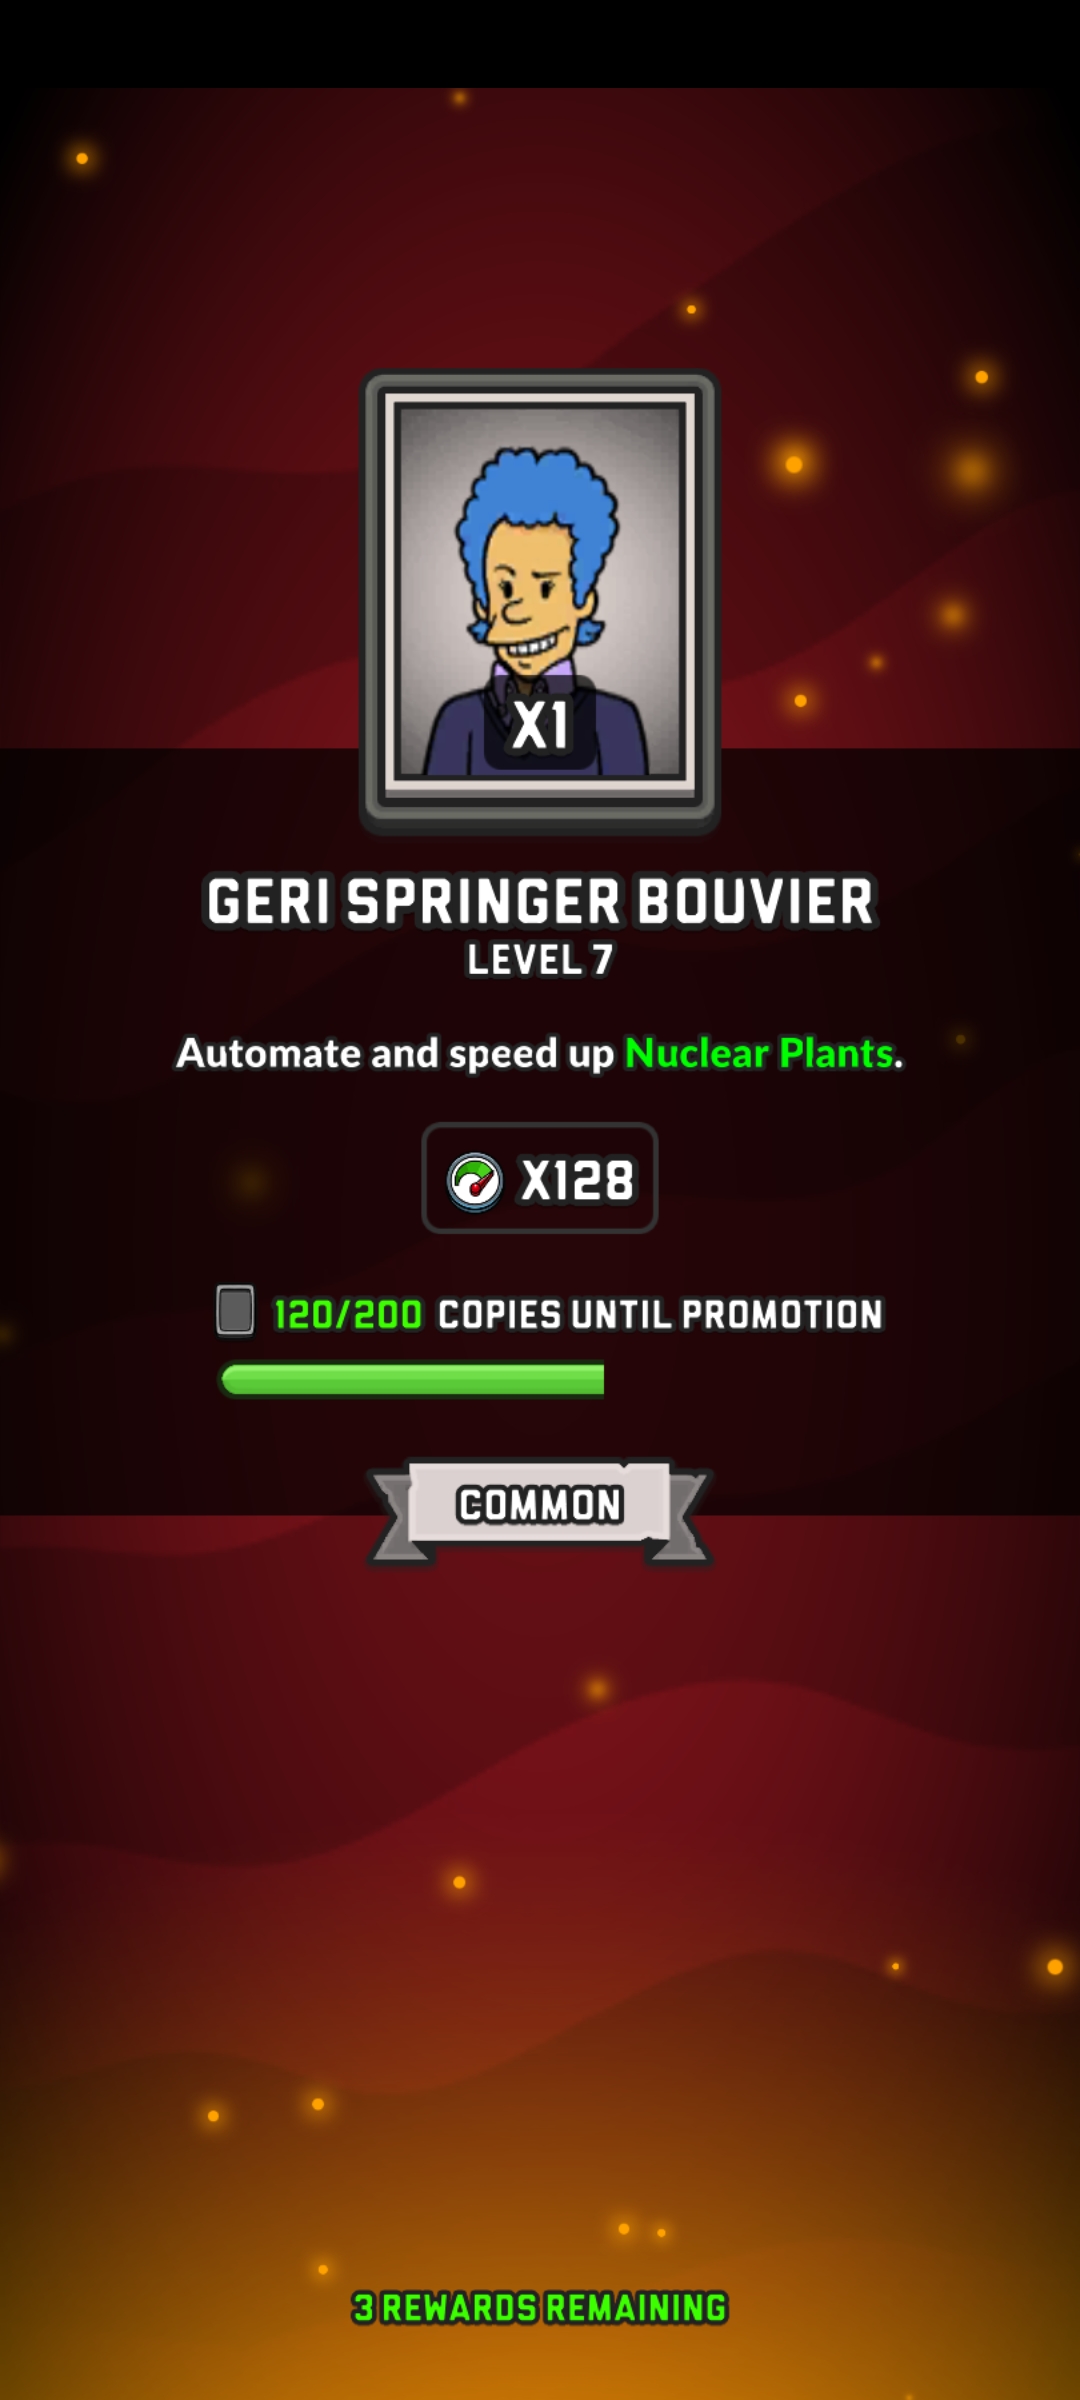 X1
GERI SPRINGER BOUVIER
LEVEL 7
Automate and speed up Nuclear Plants.
X128
120/200 COPIES UNTIL PROMOTION
COMMON
3 REWARDS REMAINING